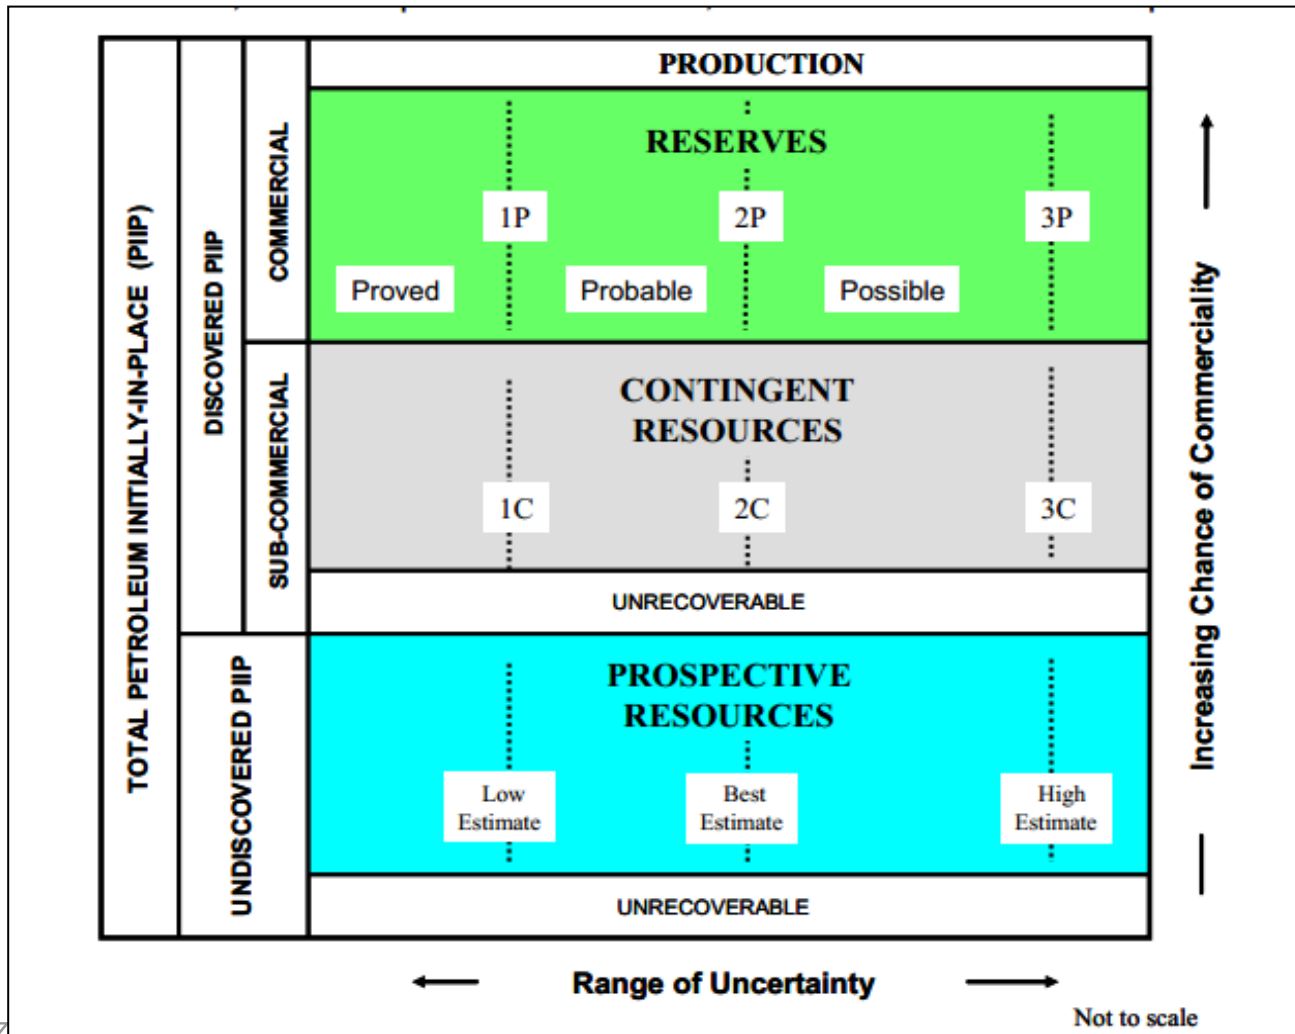 PRODUCTION
RESERVES
1P
2P
3P
Proved
Probable
Possible
CONTINGENT
RESOURCES
1C
2C
3C
UNRECOVERABLE
PROSPECTIVE
RESOURCES
Low
Estimate
Best
Estimate
High
Estimate
UNRECOVERABLE
TOTAL PETROLEUM INITIALLY-IN-PLACE (PIIP)
DISCOVERED PIIP
UNDISCOVERED PIIP
COMMERCIAL
SUB-COMMERCIAL
Increasing Chance of Commerciality
Range of Uncertainty
Not to scale